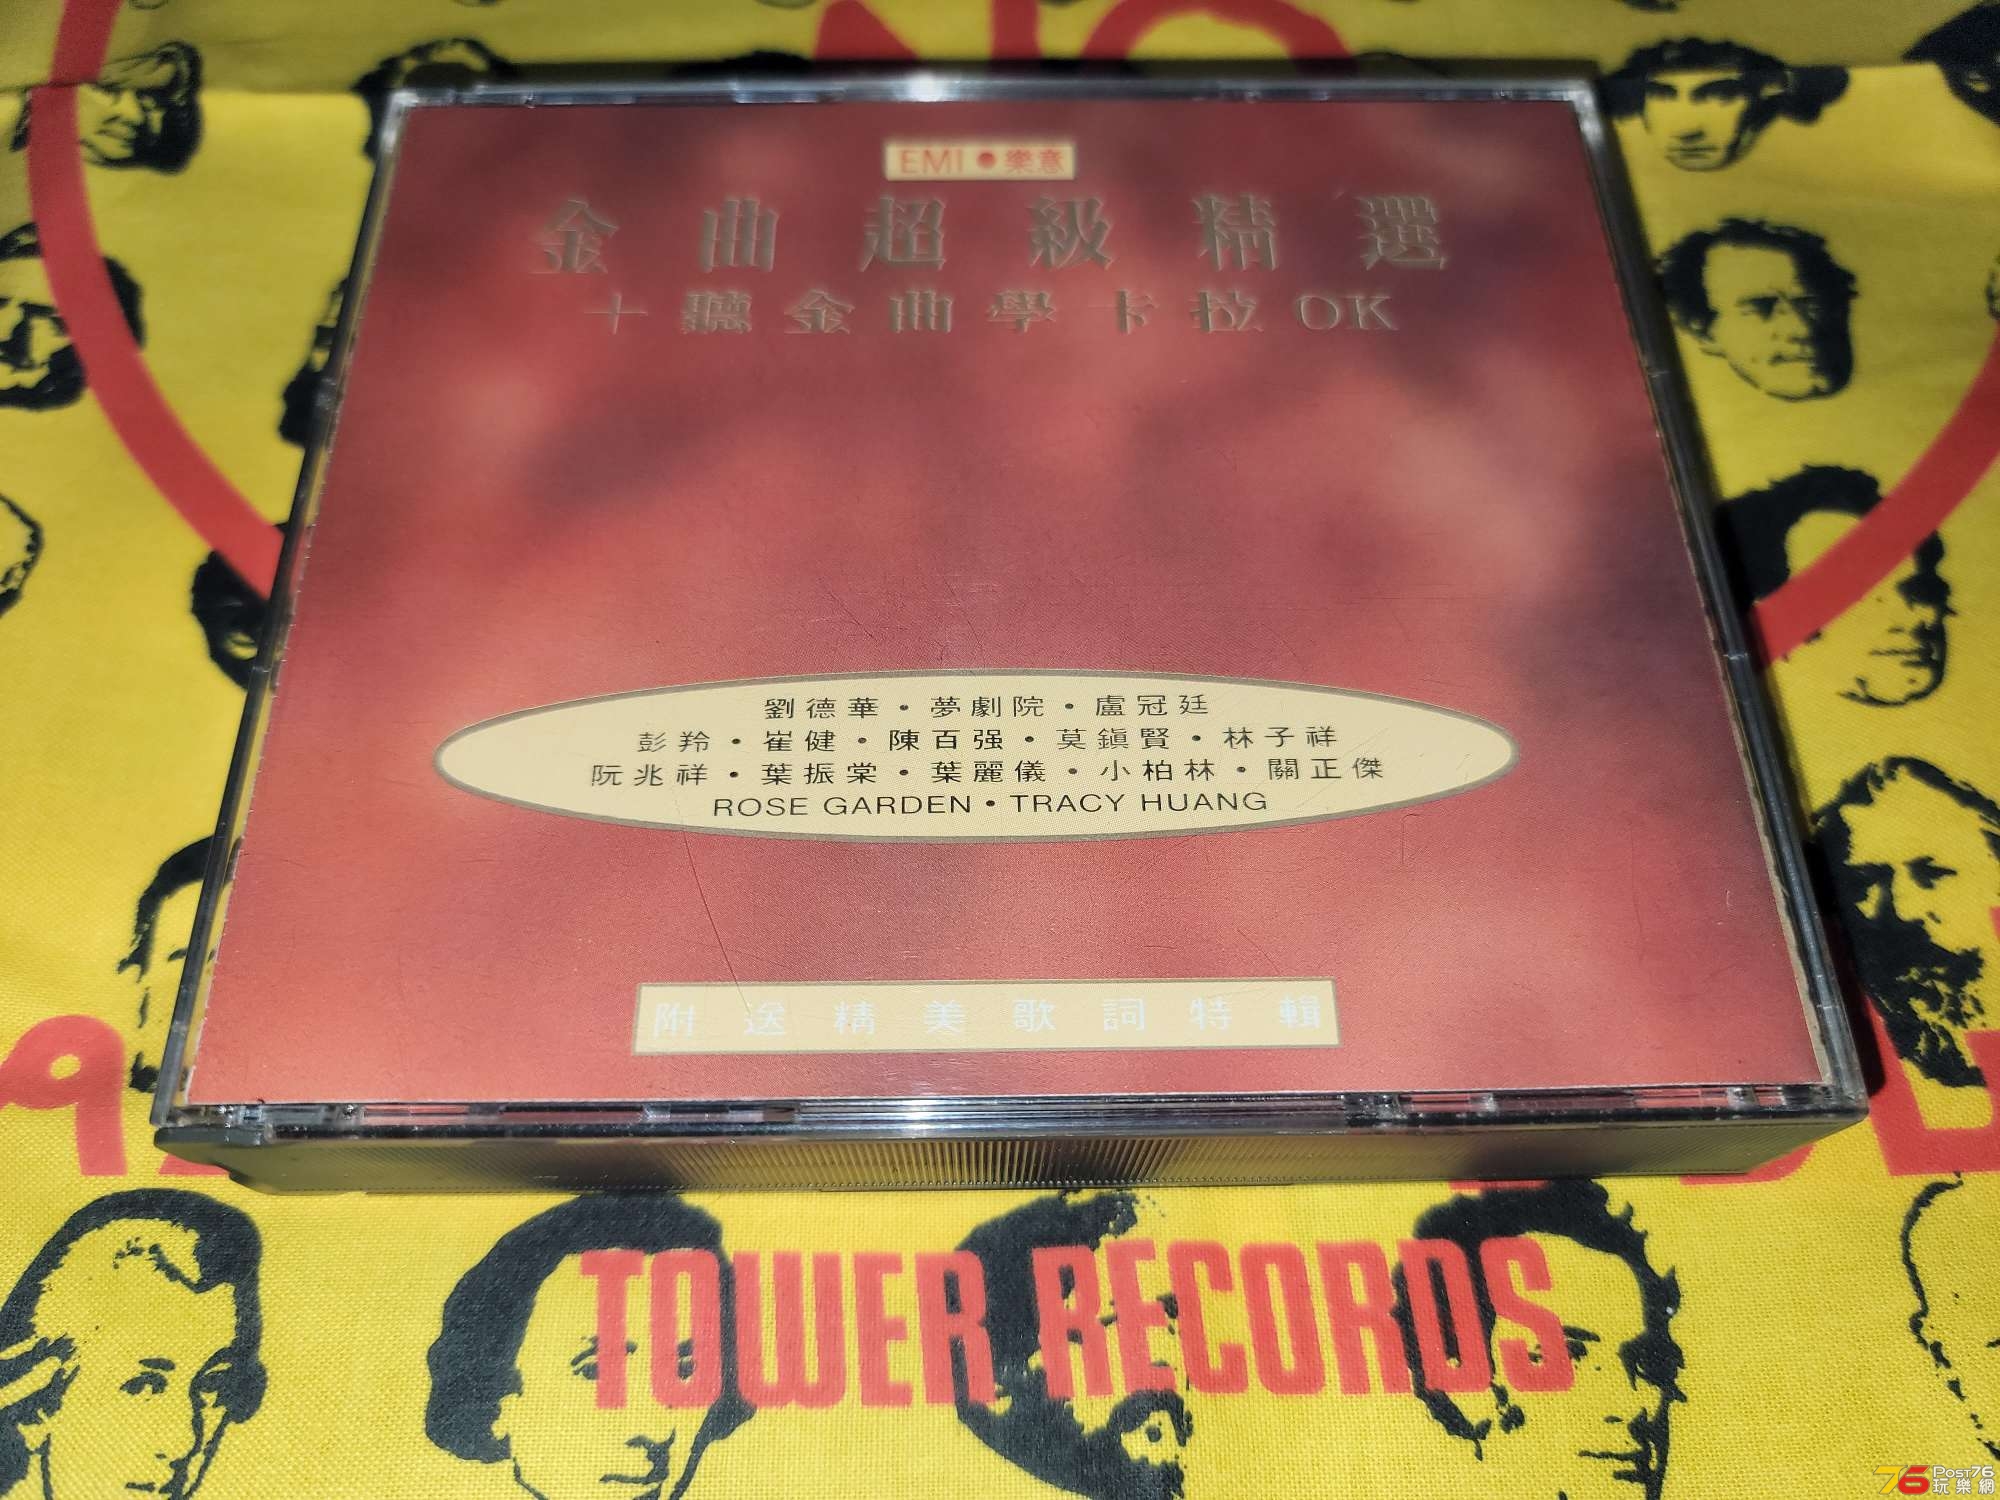 NO
EMI●樂意
金曲超級精選
十聽金曲學卡拉OK
劉德華・夢劇院・盧冠廷
彭羚・崔健・陳百强・莫鎮賢・林子祥
阮兆祥・葉振棠・葉麗儀・小柏林・關正傑
ROSE GARDEN・TRACY HUANG
附送精美歌詞特輯
TOWER RECORDS
76 POST76
玩樂網